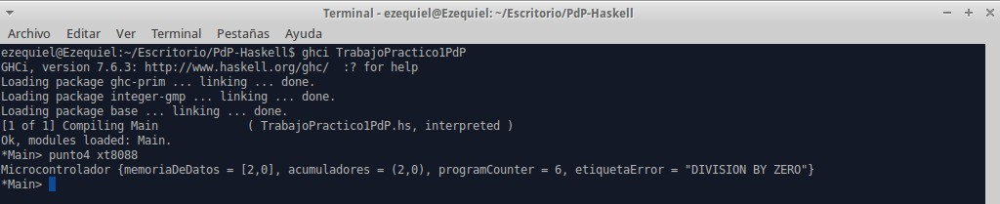 Terminal - ezequiel@Ezequiel: ~/Escritorio/PdP-Haskell
Archivo Editar Ver Terminal Pestañas Ayuda
ezequiel@Ezequiel:~/Escritorio/PdP-Haskell$ ghci TrabajoPractico1PdP
GHCi, version 7.6.3: http://www.haskell.org/ghc/  :? for help
Loading package ghc-prim ... linking ... done.
Loading package integer-gmp ... linking ... done.
Loading package base ... linking ... done.
[1 of 1] Compiling Main             ( TrabajoPractico1PdP.hs, interpreted )
Ok, modules loaded: Main.
*Main> punto4 xt8088
Microcontrolador {memoriaDeDatos = [2,0], acumuladores = (2,0), programCounter = 6, etiquetaError = "DIVISION BY ZERO"}
*Main>